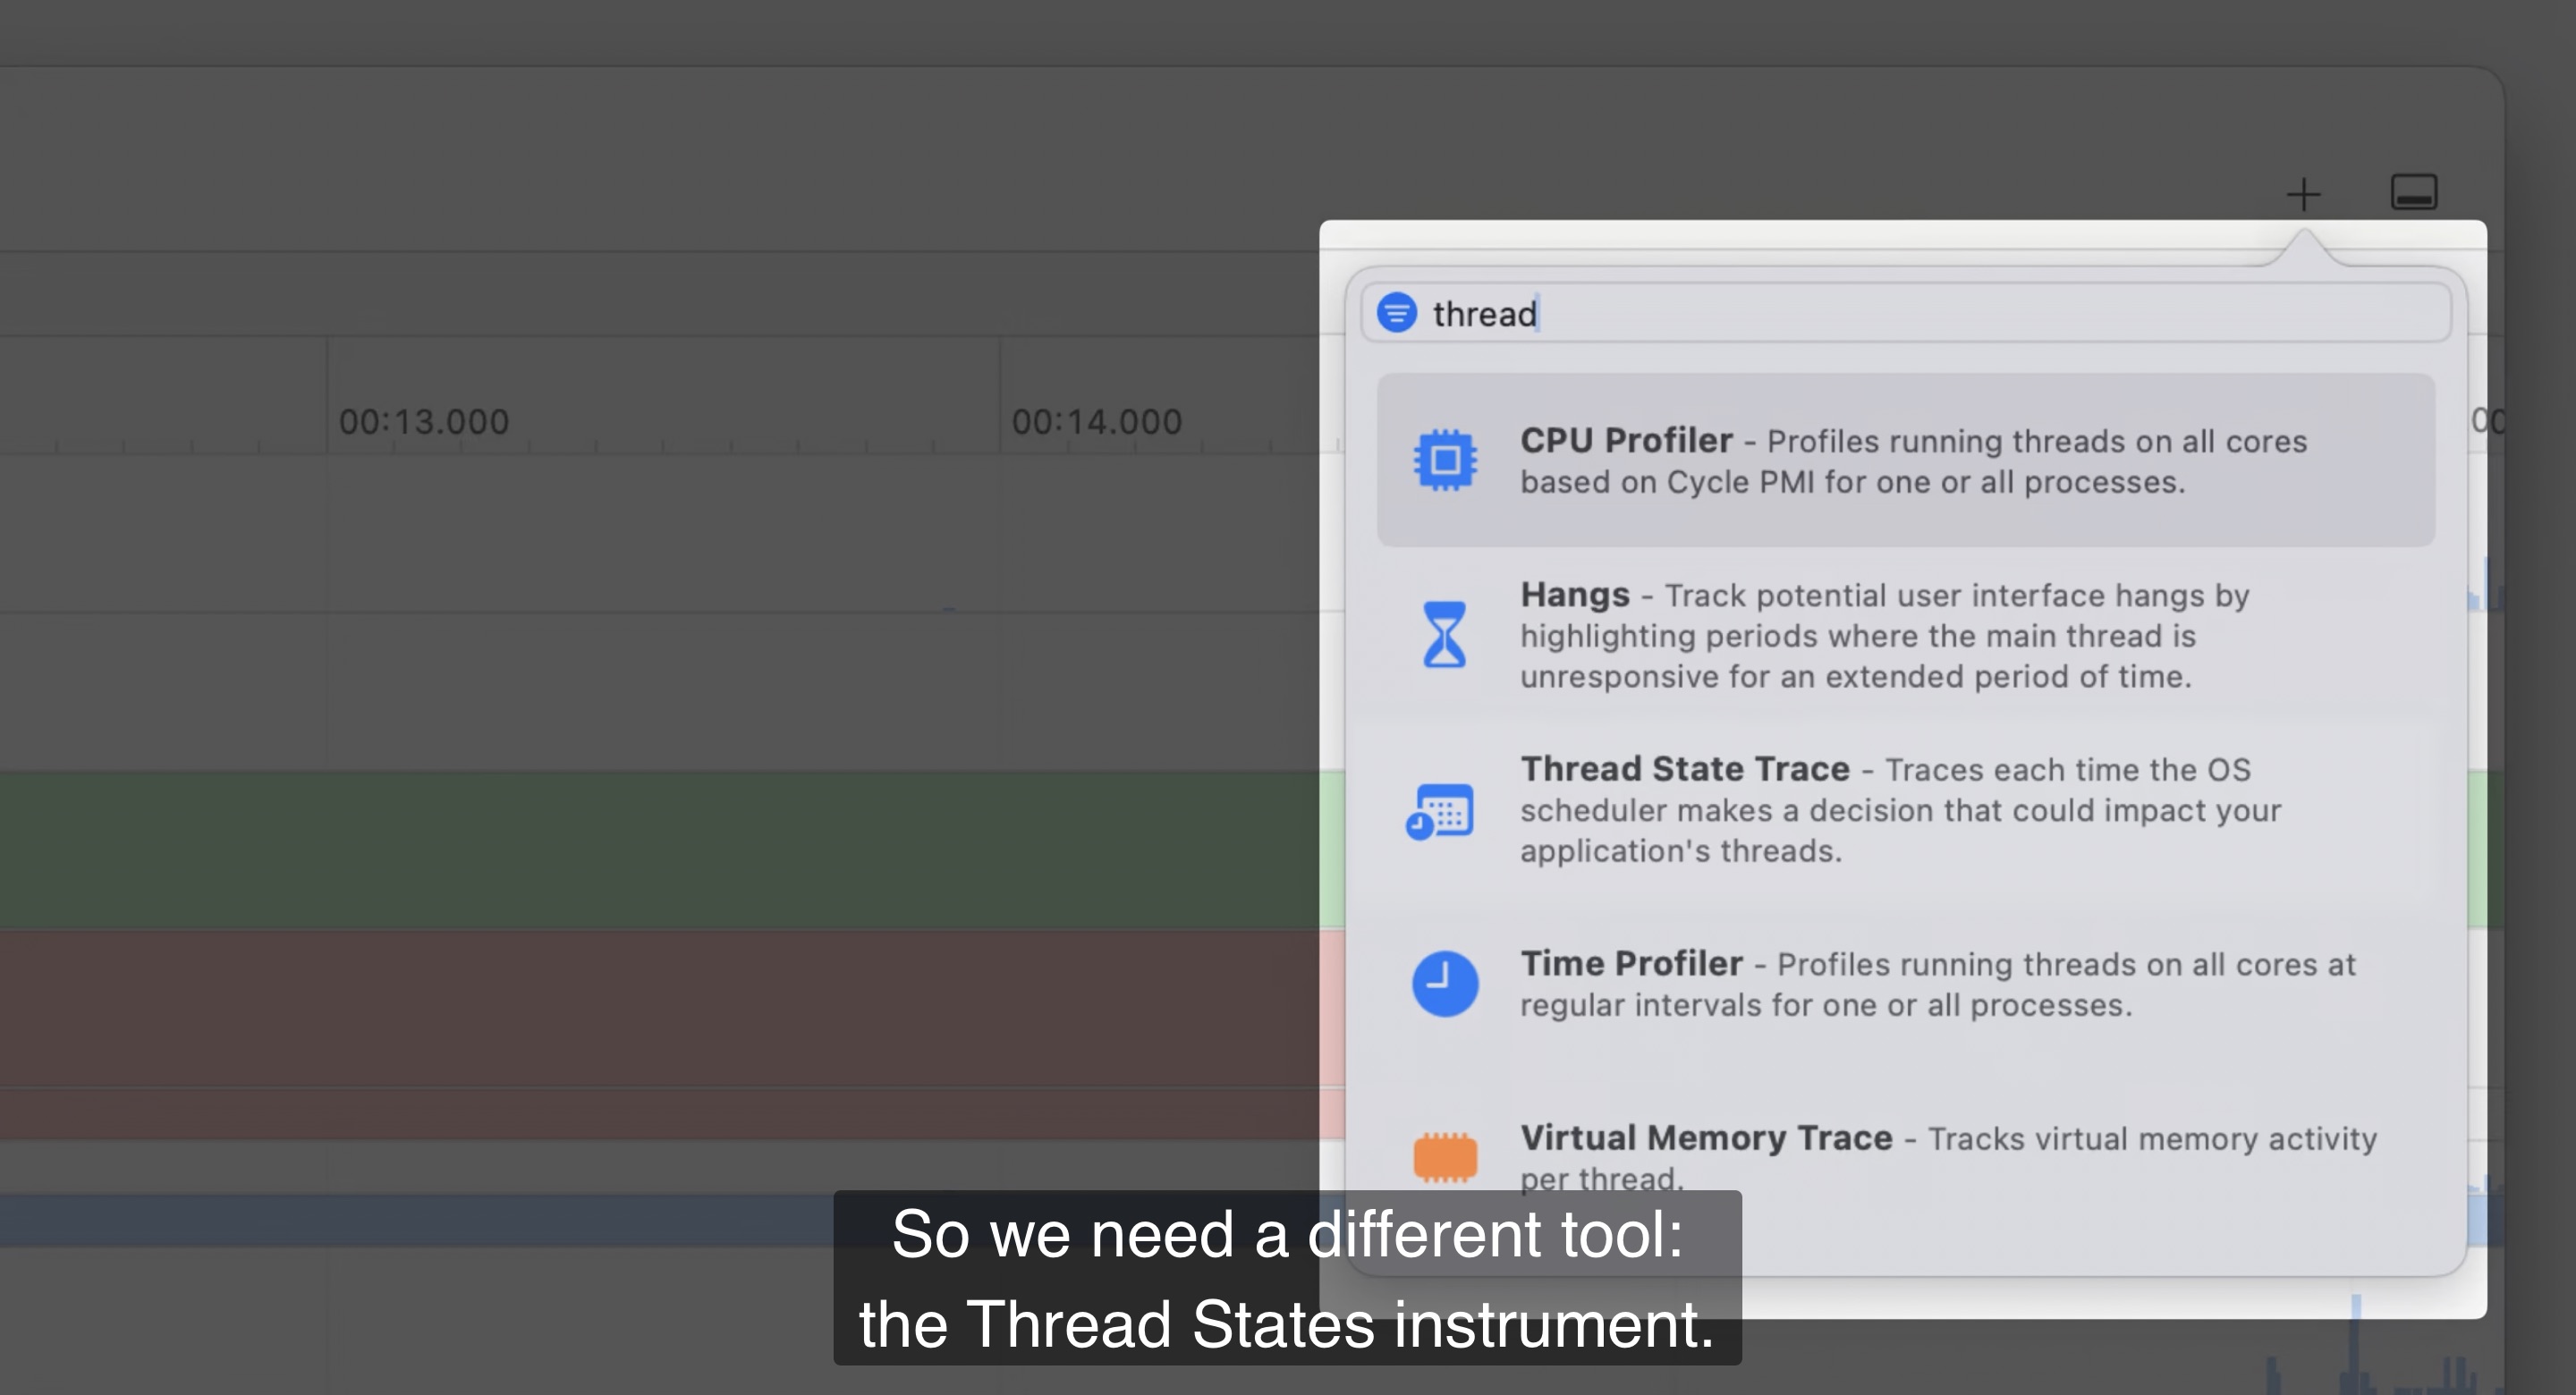 thread
00:13.000
00:14.000
00
CPU Profiler - Profiles running threads on all cores
based on Cycle PMI for one or all processes.
Hangs - Track potential user interface hangs by
highlighting periods where the main thread is
unresponsive for an extended period of time.
Thread State Trace - Traces each time the OS
scheduler makes a decision that could impact your
application's threads.
Time Profiler - Profiles running threads on all cores at
regular intervals for one or all processes.
Virtual Memory Trace - Tracks virtual memory activity
per thread.
So we need a different tool:
the Thread States instrument.